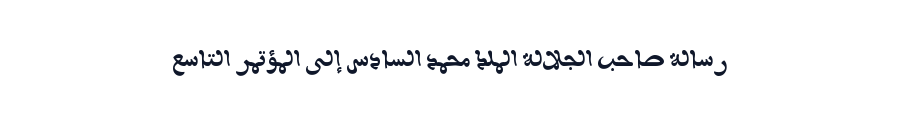 رسالة صاحب الجلالة الملك محمد السادس إلى المؤتمر التاسع